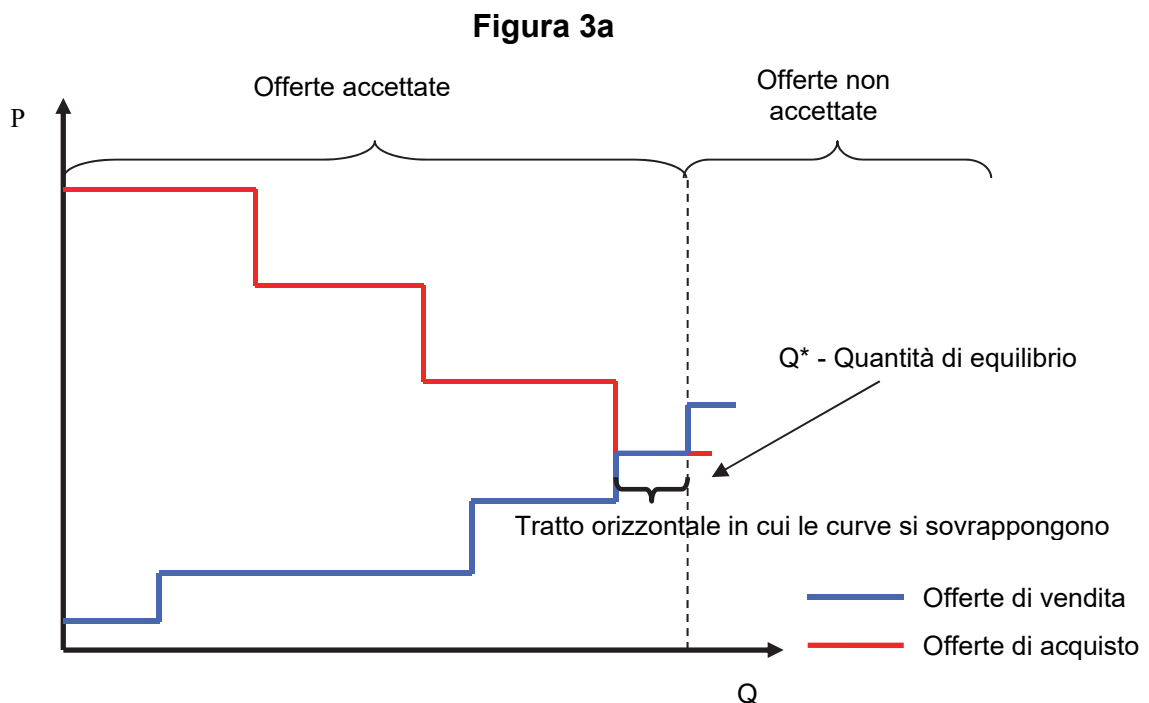 Figura 3a
Offerte accettate
Offerte non
accettate
P
Q* - Quantità di equilibrio
Tratto orizzontale in cui le curve si sovrappongono
Offerte di vendita
Offerte di acquisto
Q